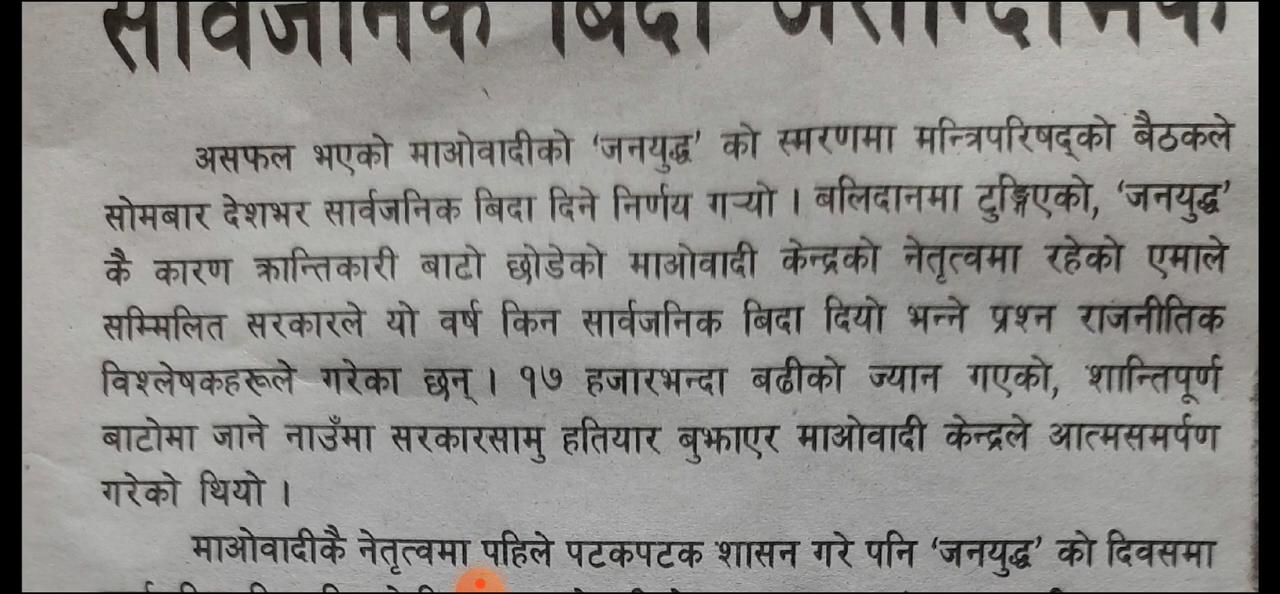 सार्वजनिक बिदा
असफल भएको माओवादीको ‘जनयुद्ध’ को स्मरणमा मन्त्रिपरिषद्को बैठकले
सोमबार देशभर सार्वजनिक बिदा दिने निर्णय गऱ्यो । बलिदानमा टुङ्गिएको, ‘जनयुद्ध’
कै कारण क्रान्तिकारी बाटो छोडेको माओवादी केन्द्रको नेतृत्वमा रहेको एमाले
सम्मिलित सरकारले यो वर्ष किन सार्वजनिक बिदा दियो भन्ने प्रश्न राजनीतिक
विश्लेषकहरूले गरेका छन् । १७ हजारभन्दा बढीको ज्यान गएको, शान्तिपूर्ण
बाटोमा जाने नाउँमा सरकारसामु हतियार बुझाएर माओवादी केन्द्रले आत्मसमर्पण
गरेको थियो ।
माओवादीकै नेतृत्वमा पहिले पटकपटक शासन गरे पनि ‘जनयुद्ध’ को दिवसमा